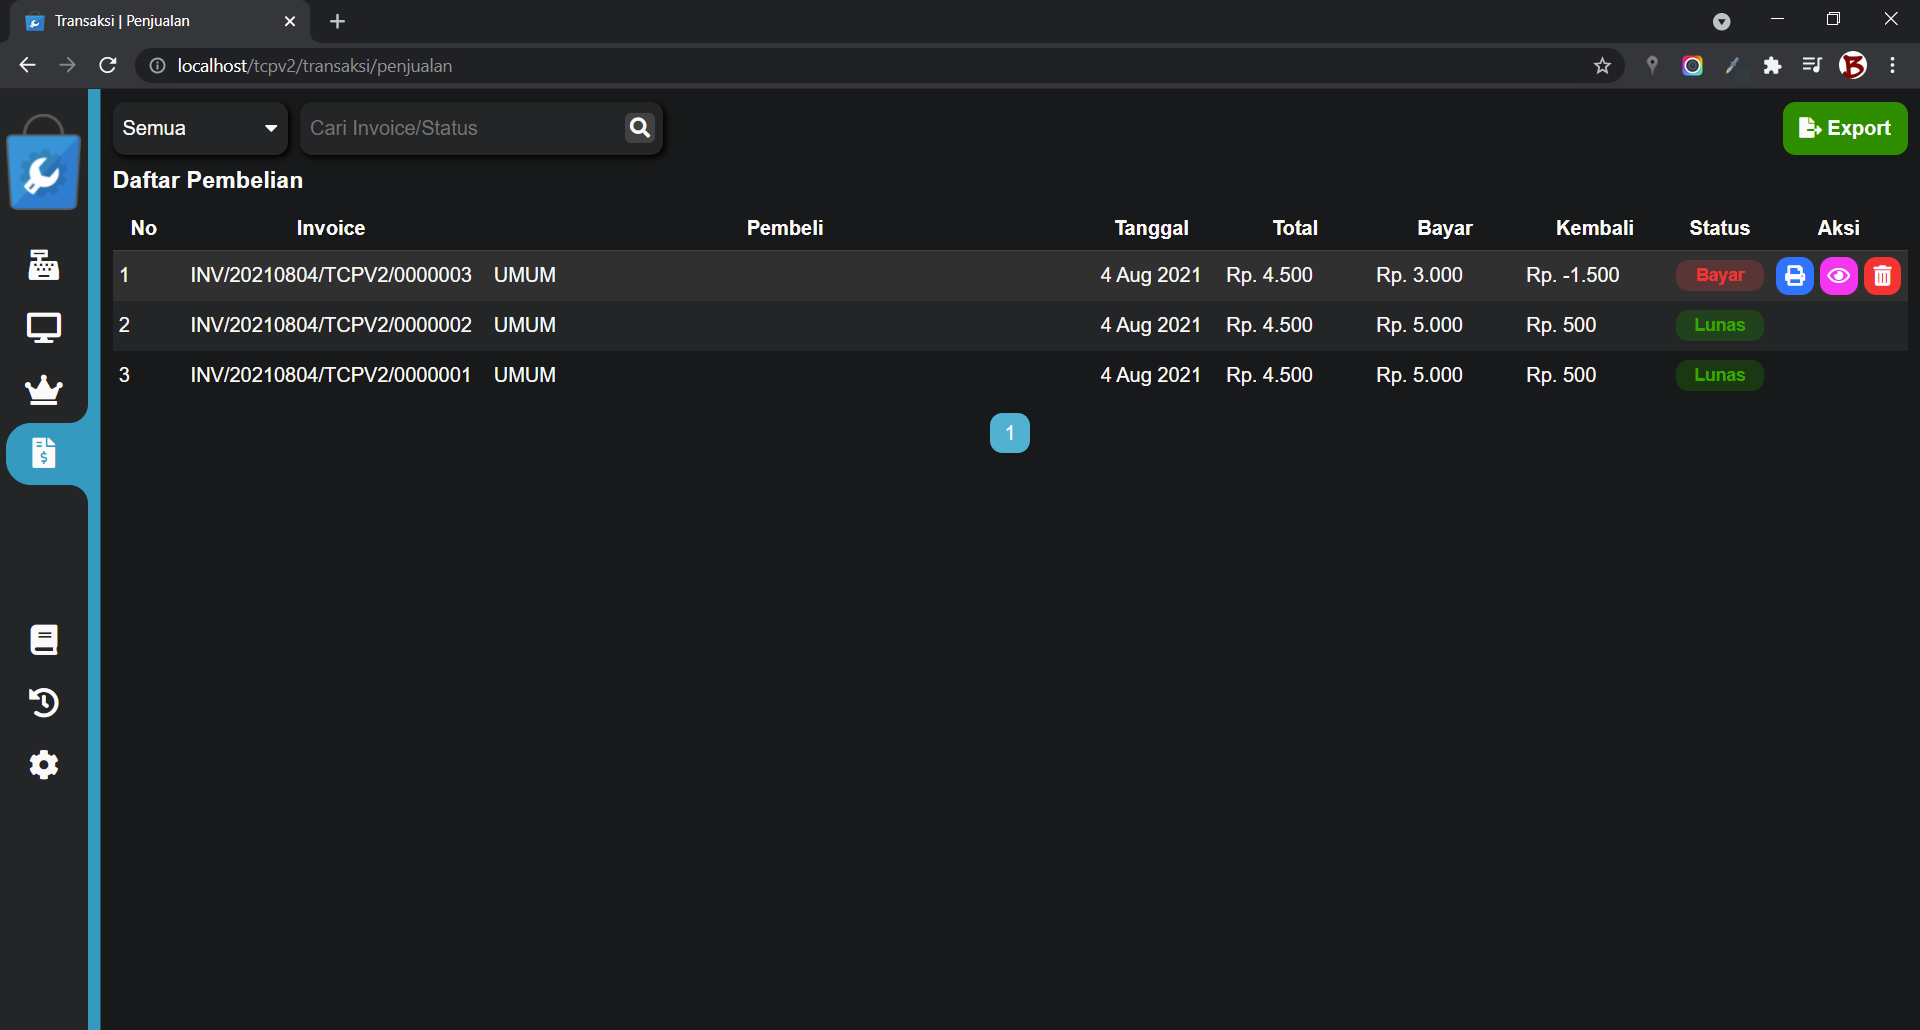 Transaksi | Penjualan
localhost/tcpv2/transaksi/penjualan
Semua Cari Invoice/Status Export
Daftar Pembelian
No Invoice Pembeli Tanggal Total Bayar Kembali Status Aksi
1 INV/20210804/TCPV2/0000003 UMUM 4 Aug 2021 Rp. 4.500 Rp. 3.000 Rp. -1.500 Bayar
2 INV/20210804/TCPV2/0000002 UMUM 4 Aug 2021 Rp. 4.500 Rp. 5.000 Rp. 500 Lunas
3 INV/20210804/TCPV2/0000001 UMUM 4 Aug 2021 Rp. 4.500 Rp. 5.000 Rp. 500 Lunas
1